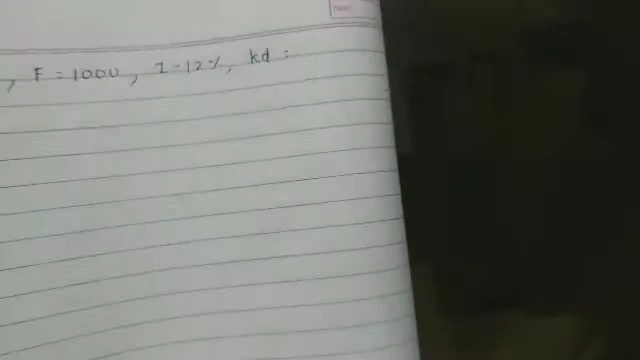 , F = 1000, I = 12%, kd :